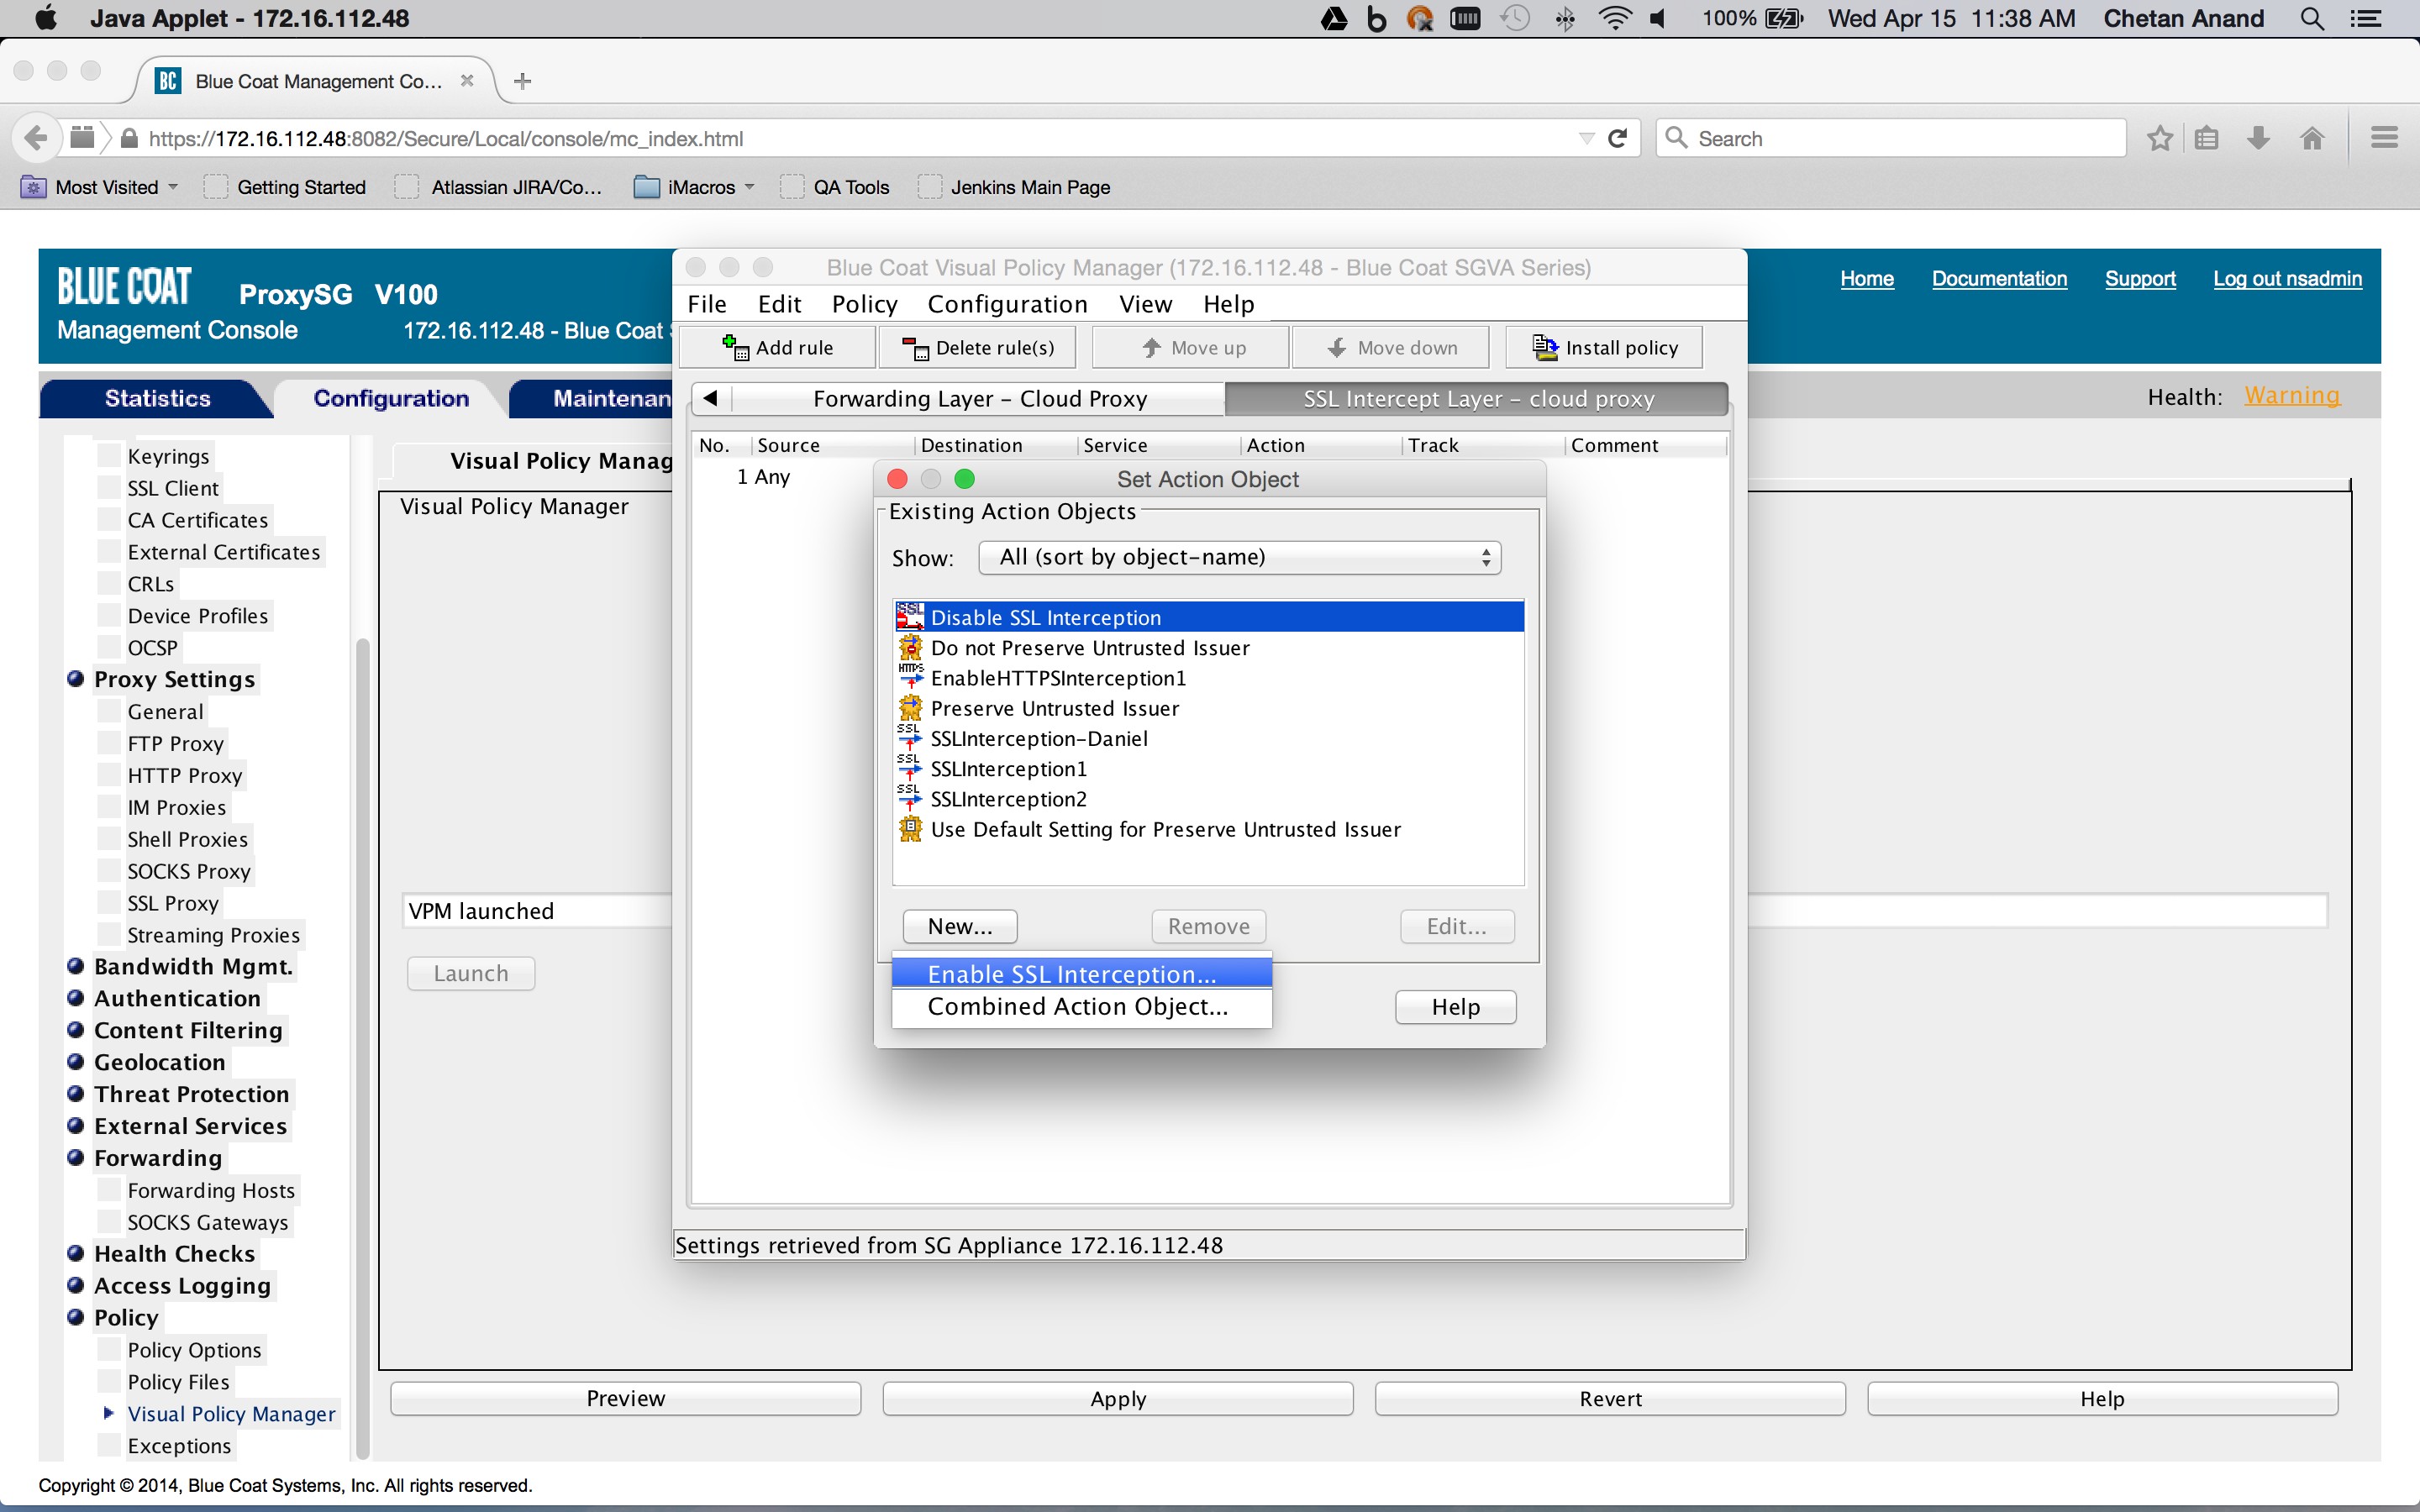 Java Applet - 172.16.112.48
100% Wed Apr 15 11:38 AM Chetan Anand
BC Blue Coat Management Co...
https://172.16.112.48:8082/Secure/Local/console/mc_index.html
Search
Most Visited Getting Started Atlassian JIRA/Co... iMacros QA Tools Jenkins Main Page
BLUE COAT ProxySG V100
Management Console 172.16.112.48 - Blue Coat
Home Documentation Support Log out nsadmin
Statistics Configuration Maintenan
Health: Warning
Keyrings
SSL Client
CA Certificates
External Certificates
CRLs
Device Profiles
OCSP
Proxy Settings
General
FTP Proxy
HTTP Proxy
IM Proxies
Shell Proxies
SOCKS Proxy
SSL Proxy
Streaming Proxies
Bandwidth Mgmt.
Authentication
Content Filtering
Geolocation
Threat Protection
External Services
Forwarding
Forwarding Hosts
SOCKS Gateways
Health Checks
Access Logging
Policy
Policy Options
Policy Files
Visual Policy Manager
Exceptions
Visual Policy Manag
Visual Policy Manager
VPM launched
Launch
Blue Coat Visual Policy Manager (172.16.112.48 - Blue Coat SGVA Series)
File Edit Policy Configuration View Help
Add rule Delete rule(s) Move up Move down Install policy
Forwarding Layer - Cloud Proxy SSL Intercept Layer - cloud proxy
No. Source Destination Service Action Track Comment
1 Any
Set Action Object
Existing Action Objects
Show: All (sort by object-name)
SSL Disable SSL Interception
Do not Preserve Untrusted Issuer
HTTPS EnableHTTPSInterception1
Preserve Untrusted Issuer
SSL SSLInterception-Daniel
SSL SSLInterception1
SSL SSLInterception2
Use Default Setting for Preserve Untrusted Issuer
New... Remove Edit...
Enable SSL Interception...
Combined Action Object...
Help
Settings retrieved from SG Appliance 172.16.112.48
Preview Apply Revert Help
Copyright © 2014, Blue Coat Systems, Inc. All rights reserved.